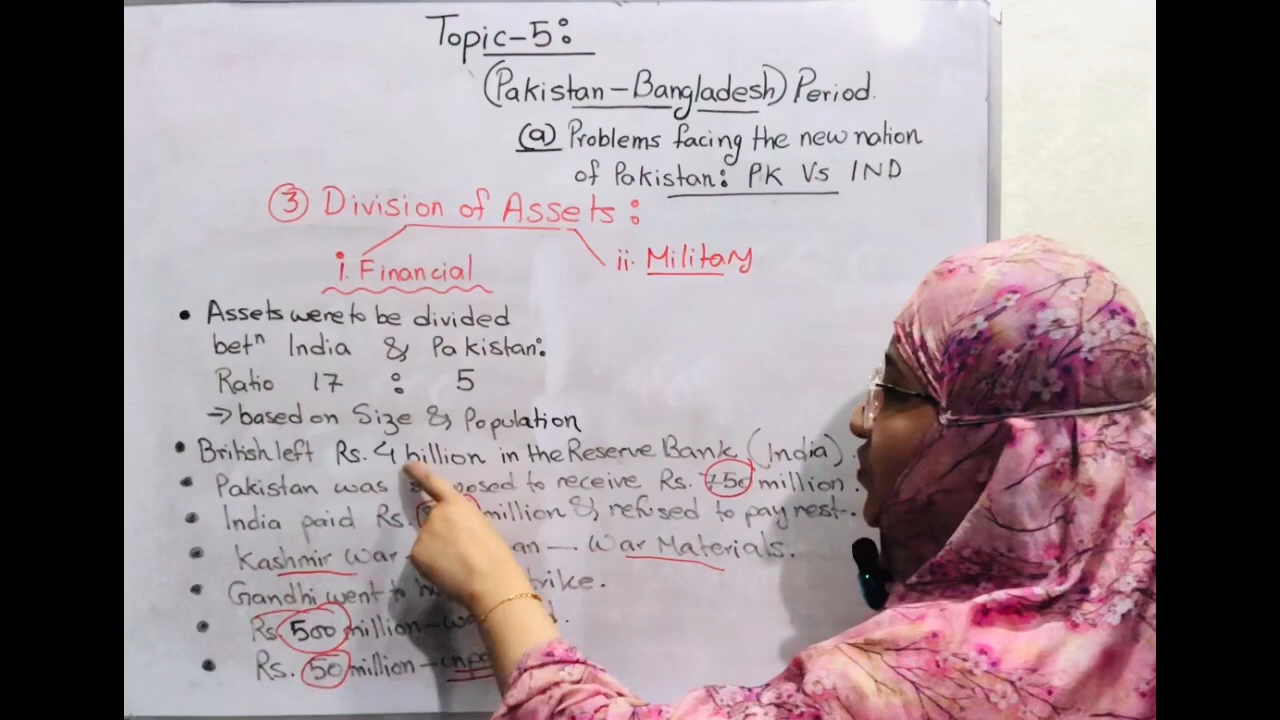 Topic-5:
(Pakistan-Bangladesh) Period.
(a) Problems facing the new nation
of Pakistan: PK Vs IND
③ Division of Assets:
i. Financial
ii. Military
• Assets were to be divided
betⁿ India & Pakistan:
Ratio 17 : 5
→ based on Size & Population
• British left Rs. 4 billion in the Reserve Bank (India).
• Pakistan was to receive Rs. 750 million.
• India paid Rs. million & refused to pay rest.
• Kashmir War — War Materials.
• Gandhi went to
• Rs. 500 million-
• Rs. 50 million-